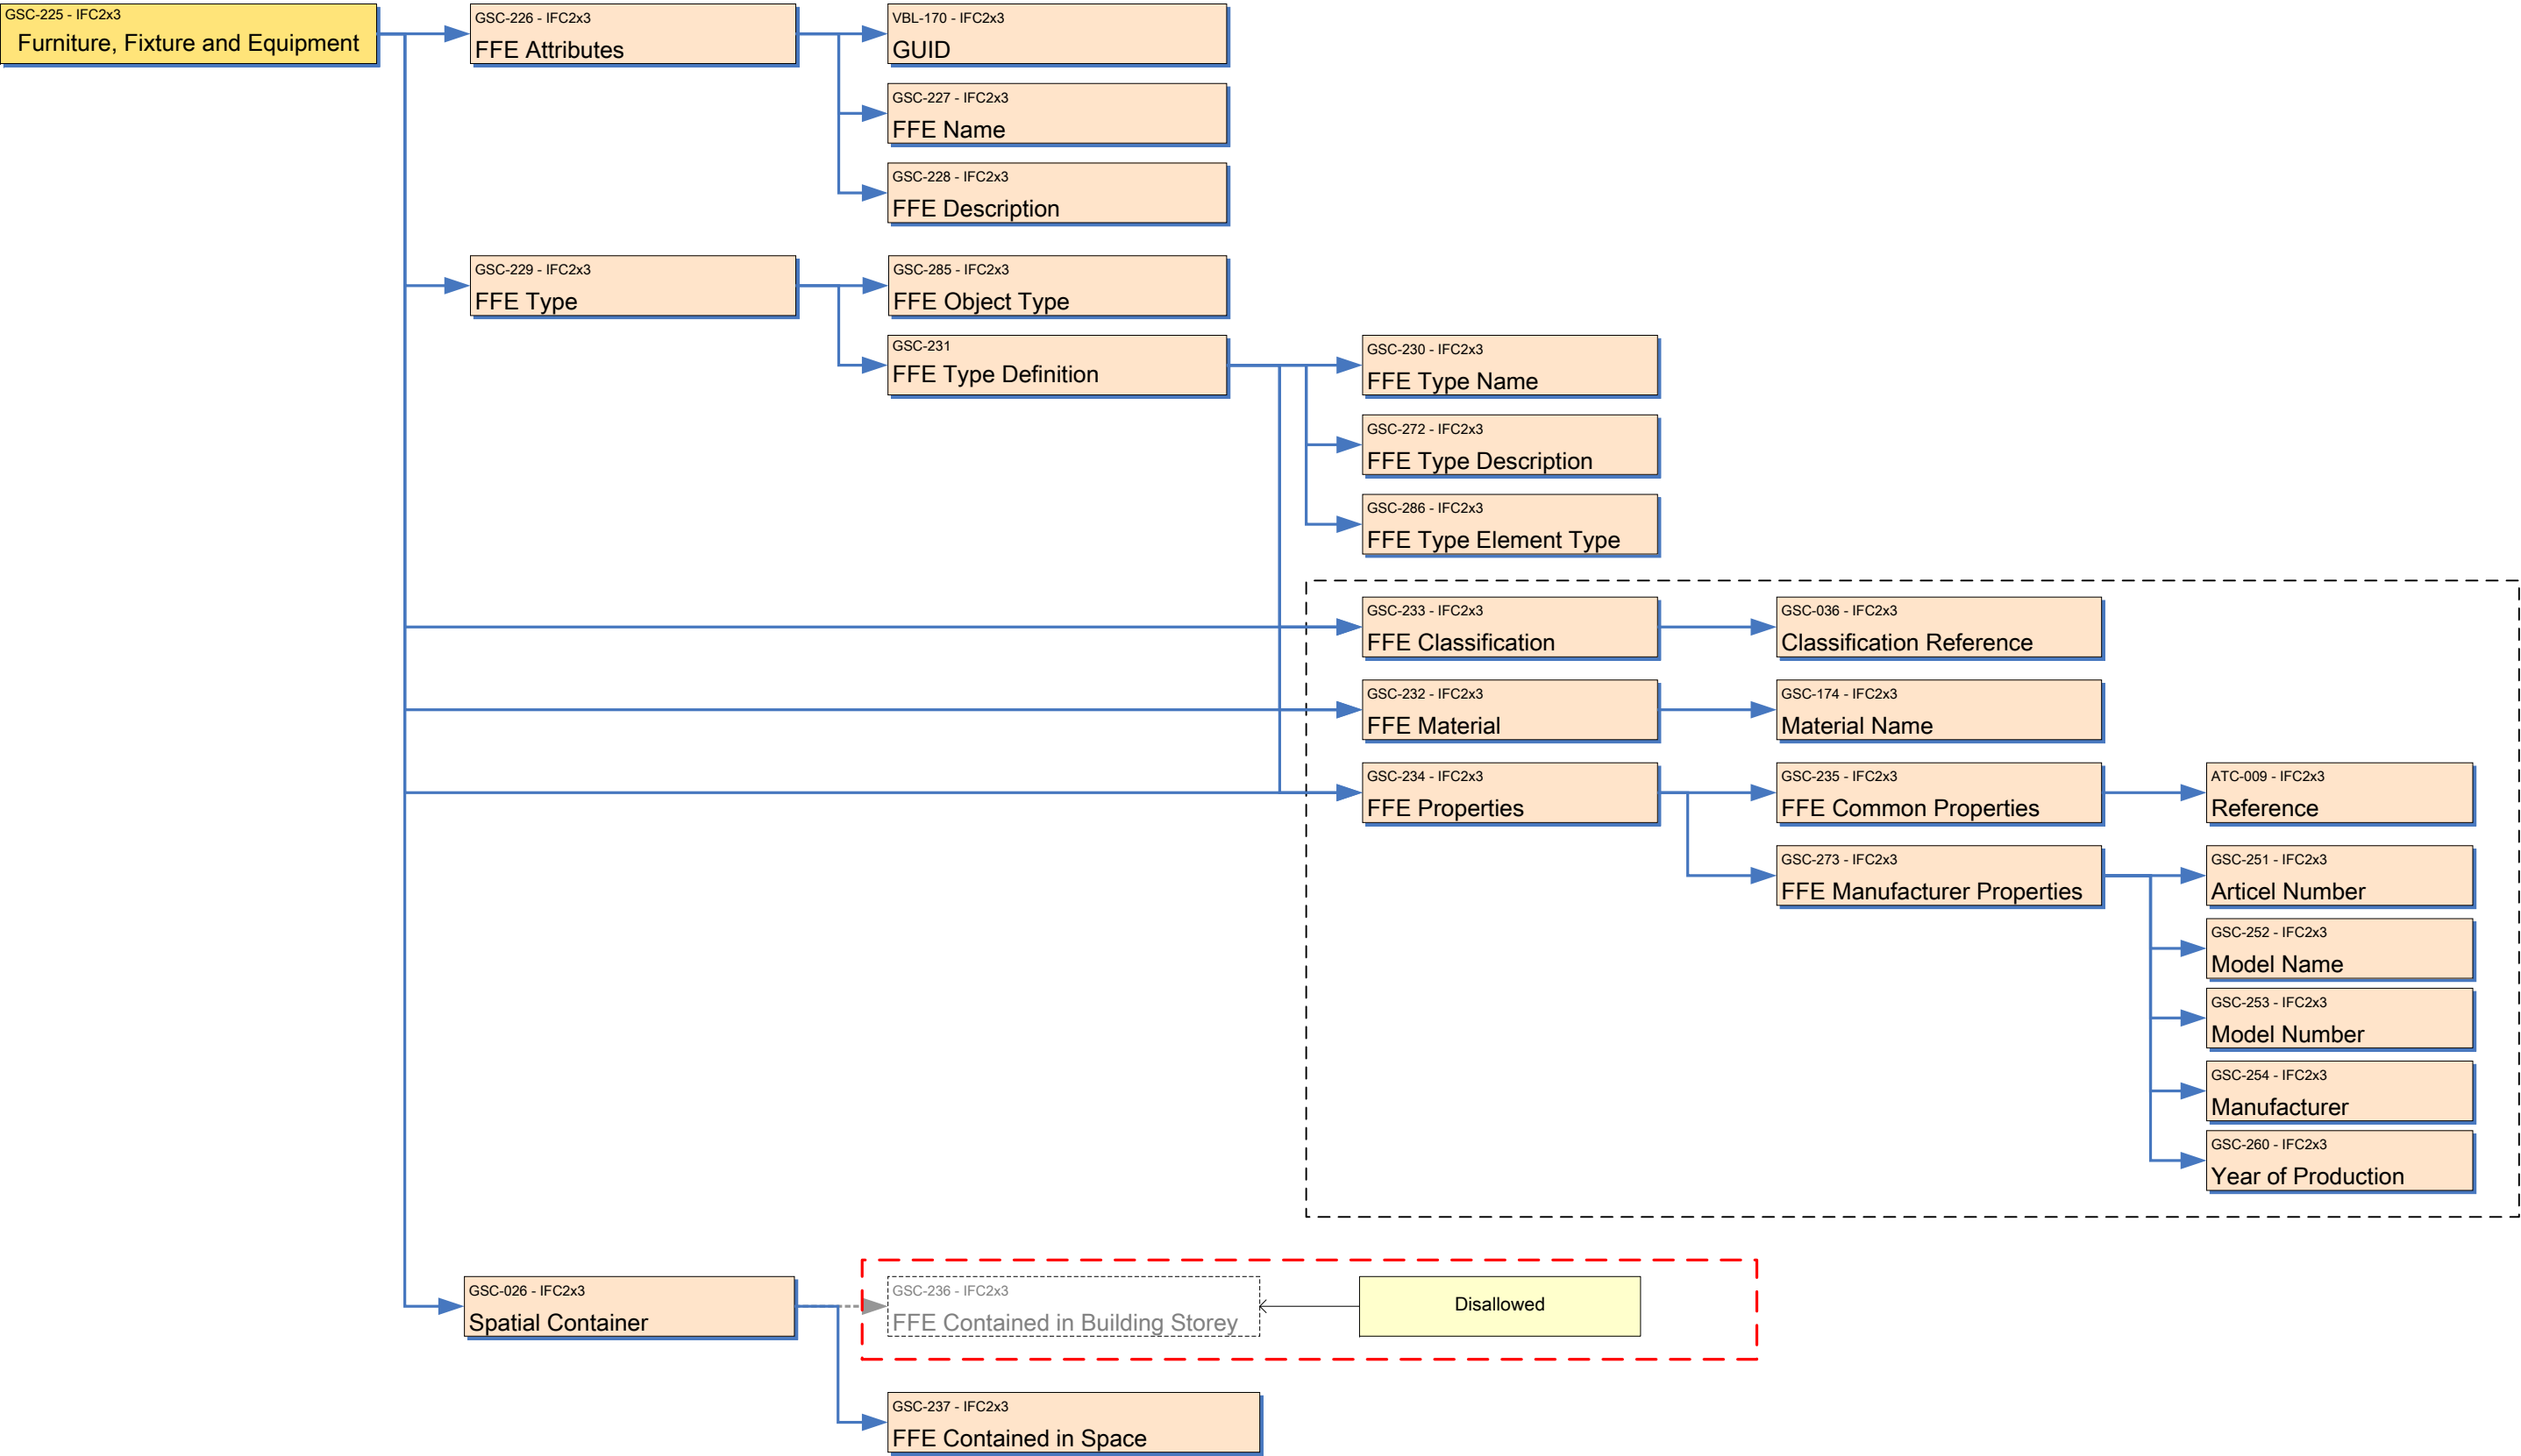 GSC-225 - IFC2x3
Furniture, Fixture and Equipment
GSC-226 - IFC2x3
FFE Attributes
VBL-170 - IFC2x3
GUID
GSC-227 - IFC2x3
FFE Name
GSC-228 - IFC2x3
FFE Description
GSC-229 - IFC2x3
FFE Type
GSC-285 - IFC2x3
FFE Object Type
GSC-231
FFE Type Definition
GSC-230 - IFC2x3
FFE Type Name
GSC-272 - IFC2x3
FFE Type Description
GSC-286 - IFC2x3
FFE Type Element Type
GSC-233 - IFC2x3
FFE Classification
GSC-036 - IFC2x3
Classification Reference
GSC-232 - IFC2x3
FFE Material
GSC-174 - IFC2x3
Material Name
GSC-234 - IFC2x3
FFE Properties
GSC-235 - IFC2x3
FFE Common Properties
ATC-009 - IFC2x3
Reference
GSC-273 - IFC2x3
FFE Manufacturer Properties
GSC-251 - IFC2x3
Articel Number
GSC-252 - IFC2x3
Model Name
GSC-253 - IFC2x3
Model Number
GSC-254 - IFC2x3
Manufacturer
GSC-260 - IFC2x3
Year of Production
GSC-026 - IFC2x3
Spatial Container
GSC-236 - IFC2x3
FFE Contained in Building Storey
Disallowed
GSC-237 - IFC2x3
FFE Contained in Space